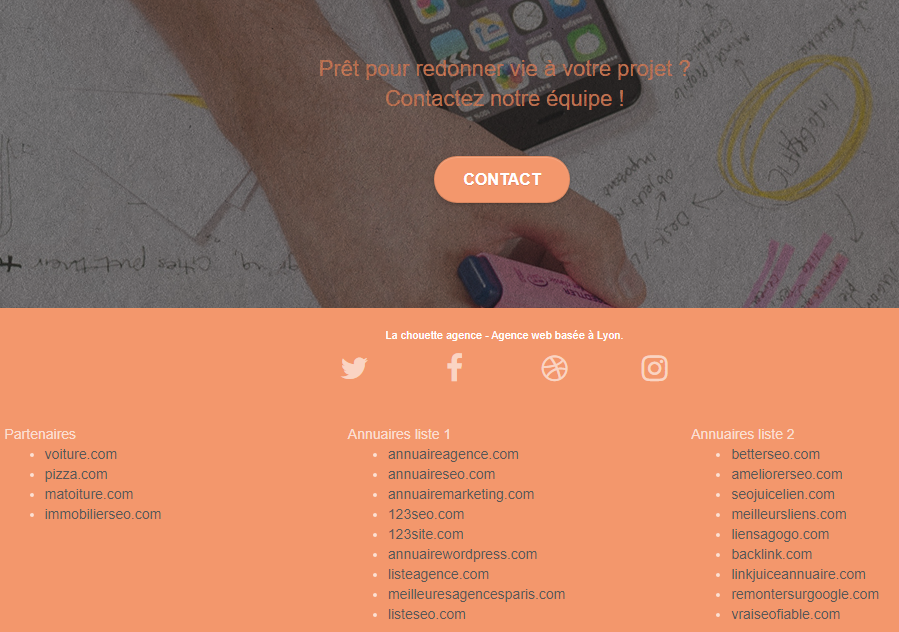 Prêt pour redonner vie à votre projet ?
Contactez notre équipe !
CONTACT
INFOGRAFTIC
La chouette agence - Agence web basée à Lyon.
Partenaires
voiture.com
pizza.com
matoiture.com
immobilierseo.com
Annuaires liste 1
annuaireagence.com
annuaireseo.com
annuairemarketing.com
123seo.com
123site.com
annuairewordpress.com
listeagence.com
meilleuresagencesparis.com
listeseo.com
Annuaires liste 2
betterseo.com
ameliorerseo.com
seojuicelien.com
meilleursliens.com
liensagogo.com
backlink.com
linkjuiceannuaire.com
remontersurgoogle.com
vraiseofiable.com